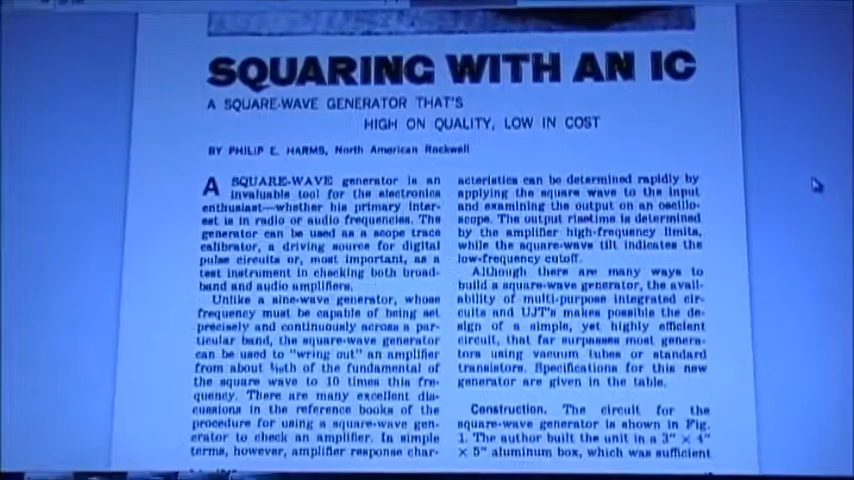 SQUARING WITH AN IC
A SQUARE-WAVE GENERATOR THAT'S
HIGH ON QUALITY, LOW IN COST
BY PHILIP E. HARMS, North American Rockwell
A SQUARE-WAVE generator is an
invaluable tool for the electronics
enthusiast—whether his primary inter-
est is in radio or audio frequencies. The
generator can be used as a scope trace
calibrator, a driving source for digital
pulse circuits or, most important, as a
test instrument in checking both broad-
band and audio amplifiers.
Unlike a sine-wave generator, whose
frequency must be capable of being set
precisely and continuously across a par-
ticular band, the square-wave generator
can be used to "wring out" an amplifier
from about of the fundamental of
the square wave to 10 times this fre-
quency. There are many excellent dis-
cussions in the reference books of the
procedure for using a square-wave gen-
erator to check an amplifier. In simple
terms, however, amplifier response char-
acteristics can be determined rapidly by
applying the square wave to the input
and examining the output on an oscillo-
scope. The output risetime is determined
by the amplifier high-frequency limits,
while the square-wave tilt indicates the
low-frequency cutoff.
Although there are many ways to
build a square-wave generator, the avail-
ability of multi-purpose integrated cir-
cuits and UJT's makes possible the de-
sign of a simple, yet highly efficient
circuit, that far surpasses most genera-
tors using vacuum tubes or standard
transistors. Specifications for this new
generator are given in the table.
Construction. The circuit for the
square-wave generator is shown in Fig.
1. The author built the unit in a 3" × 4"
× 5" aluminum box, which was sufficient